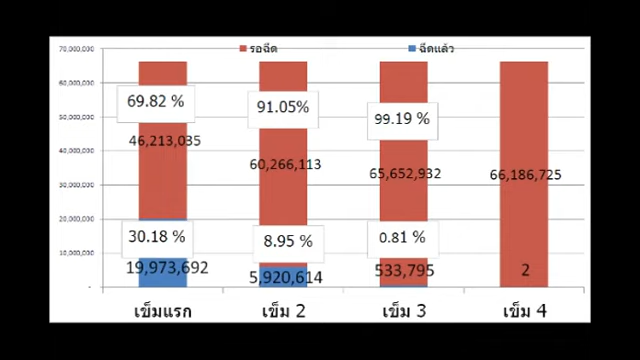 รอฉีด ฉีดแล้ว
70,000,000
60,000,000
50,000,000
40,000,000
30,000,000
20,000,000
10,000,000
-
69.82 % 91.05% 99.19 %
46,213,035 60,266,113 65,652,932 66,186,725
30.18 % 8.95 % 0.81 %
19,973,692 5,920,614 533,795 2
เข็มแรก เข็ม 2 เข็ม 3 เข็ม 4